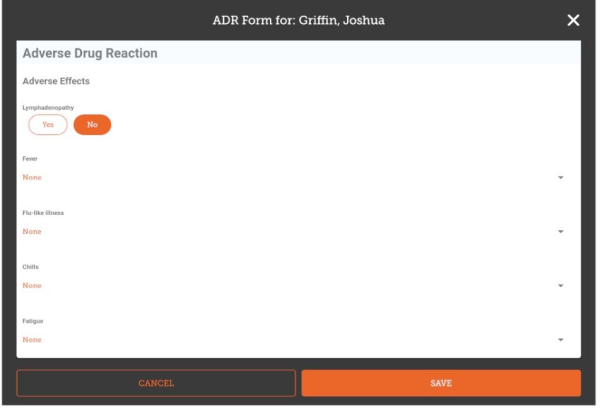 ADR Form for: Griffin, Joshua
Adverse Drug Reaction
Adverse Effects
Lymphadenopathy
Yes No
Fever
None
Flu-like illness
None
Chills
None
Fatigue
None
CANCEL SAVE